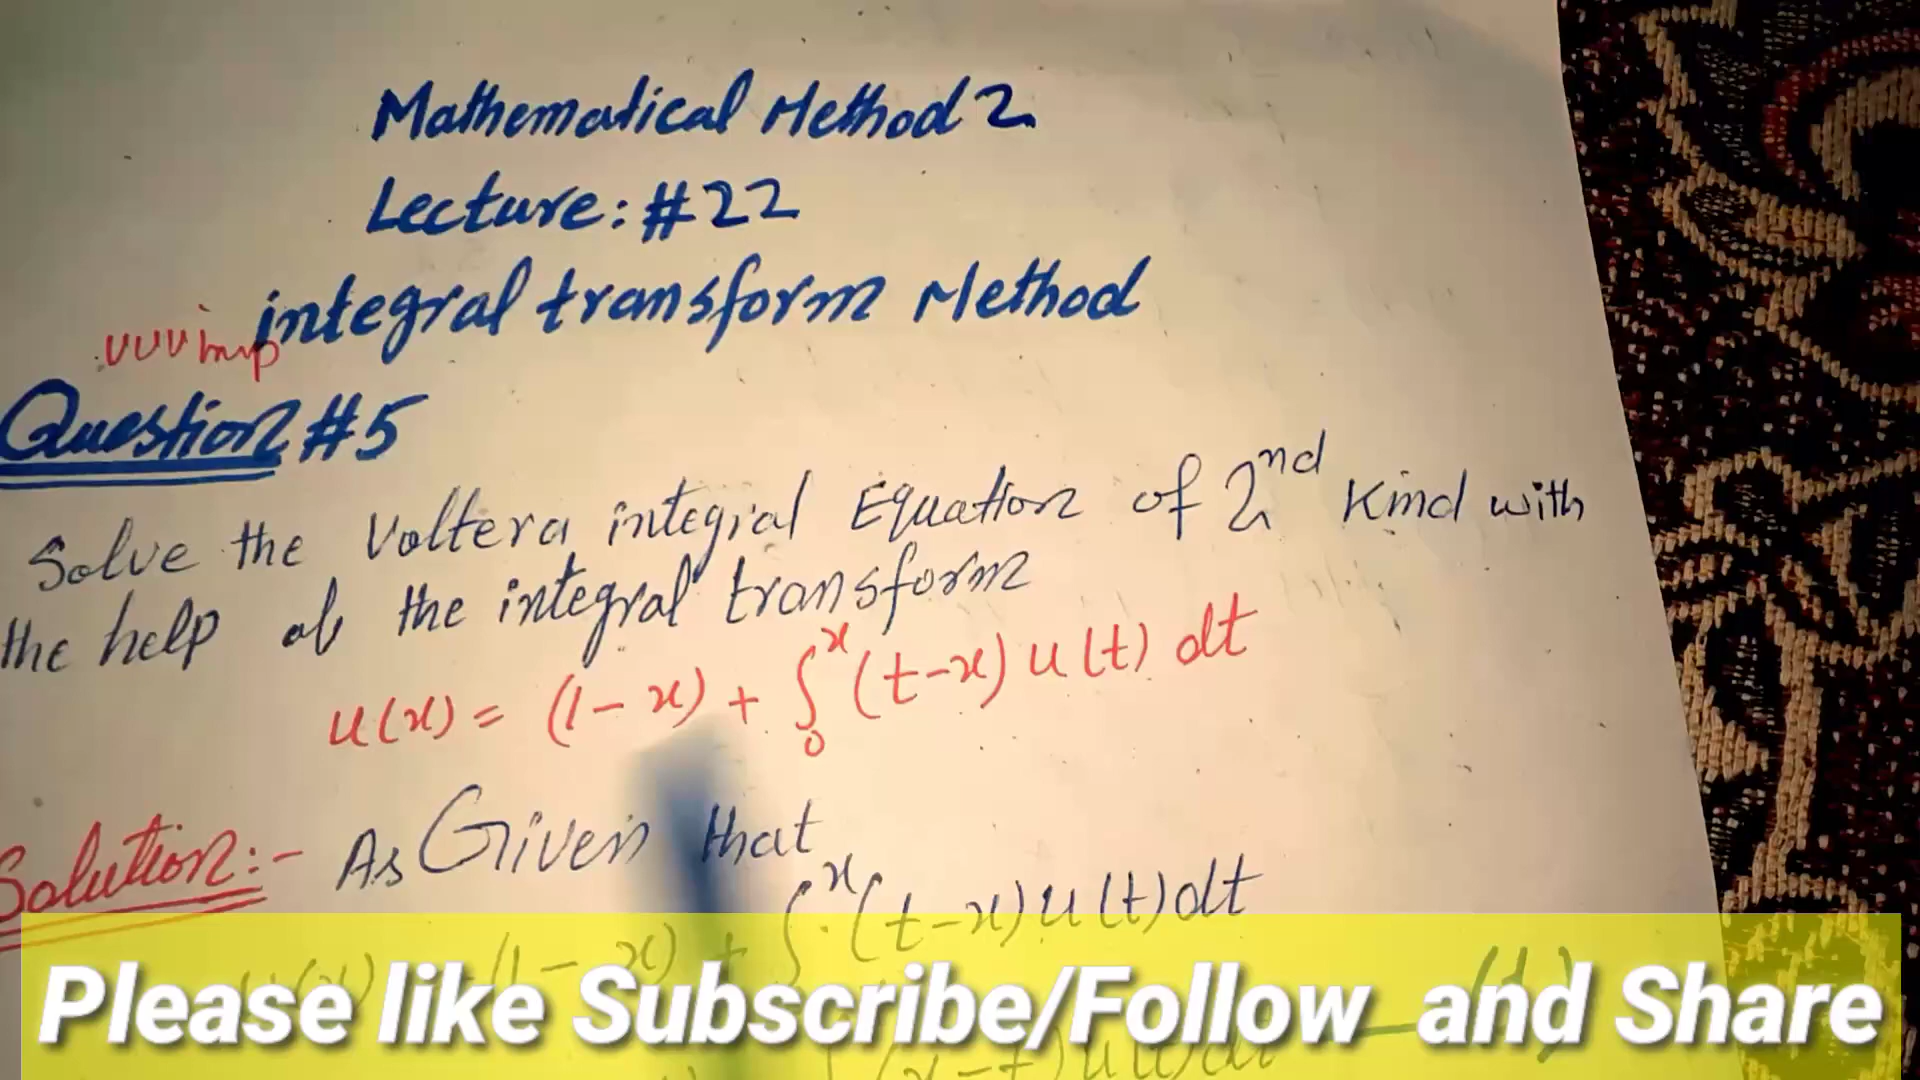 Mathematical Method 2
Lecture: #22
integral transform Method
vvvimp
Question #5
Solve the Voltera integral Equation of 2nd Kind with
the help of the integral transform
u(x) = (1-x) + ∫₀ˣ (t-x) u(t) dt
Solution:- As Given that
u(x) = (1-x) + ∫ˣ (t-x) u(t) dt
Please like Subscribe/Follow and Share
(x-t) u(t) dt